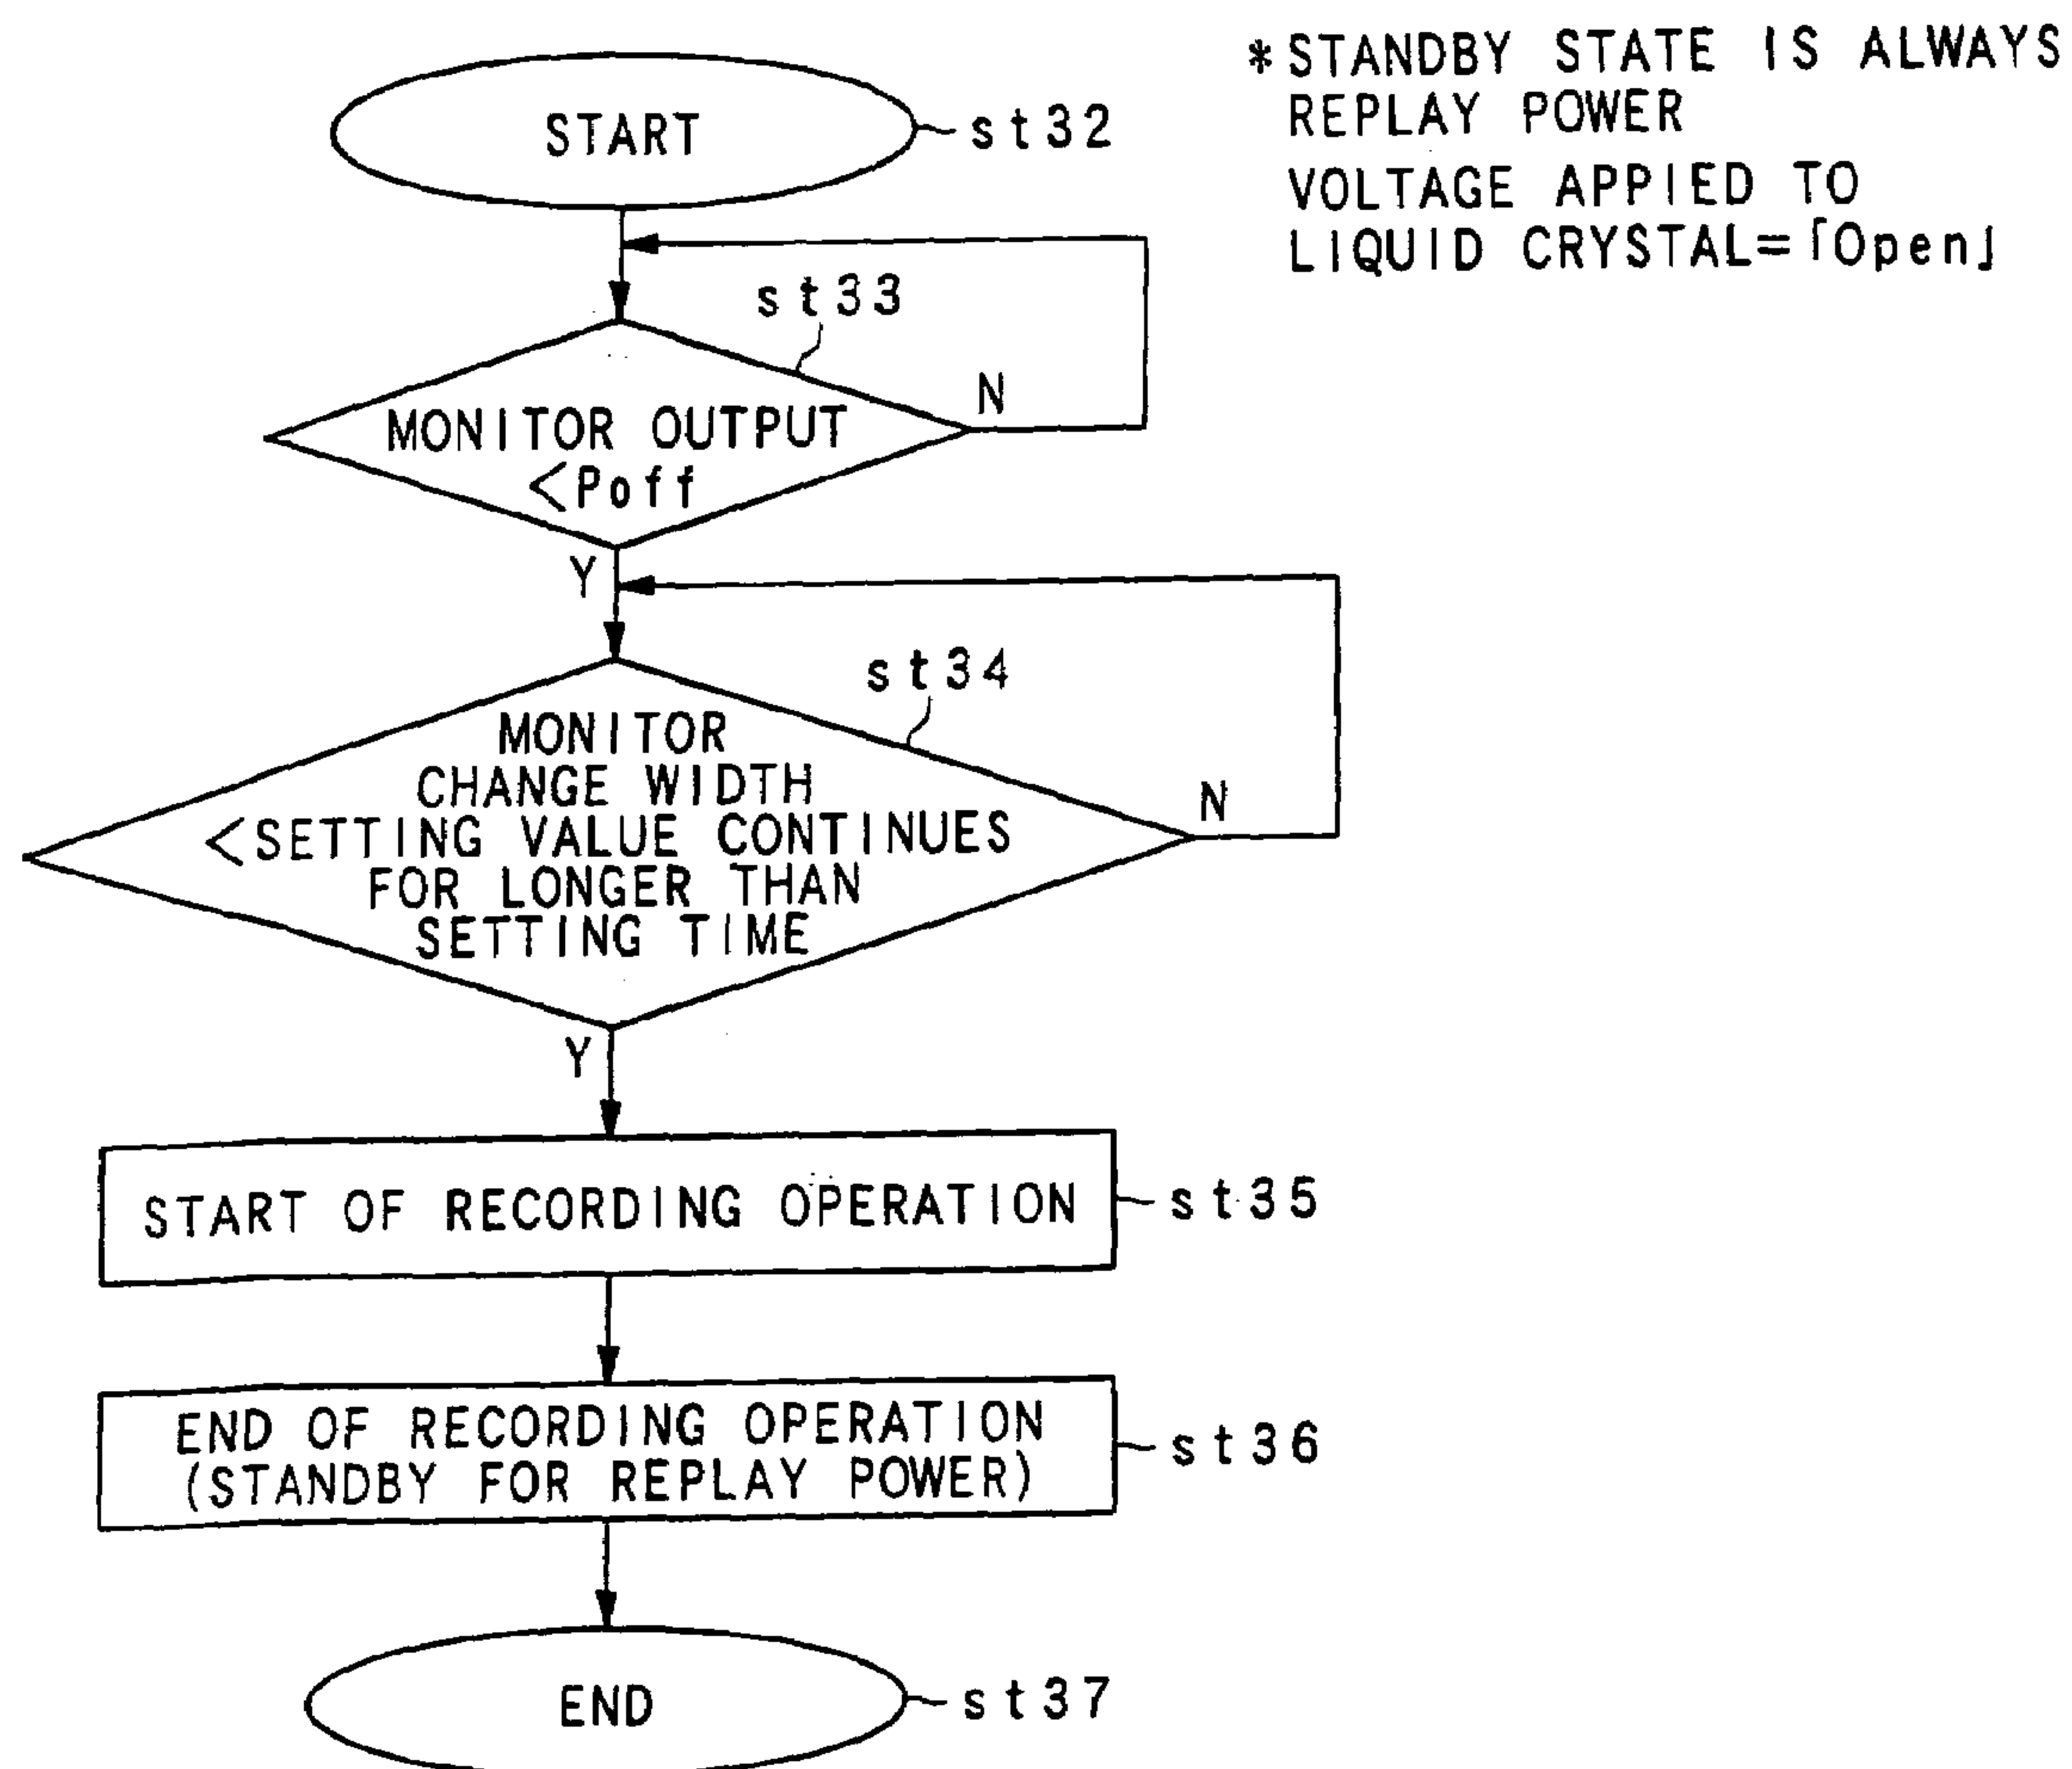 *STANDBY STATE IS ALWAYS
REPLAY POWER
VOLTAGE APPIED TO
LIQUID CRYSTAL=「Open」
START
st32
st33
N
MONITOR OUTPUT
<Poff
Y
st34
MONITOR
CHANGE WIDTH
N
<SETTING VALUE CONTINUES
FOR LONGER THAN
SETTING TIME
Y
START OF RECORDING OPERATION
st35
END OF RECORDING OPERATION
(STANDBY FOR REPLAY POWER)
st36
END
st37